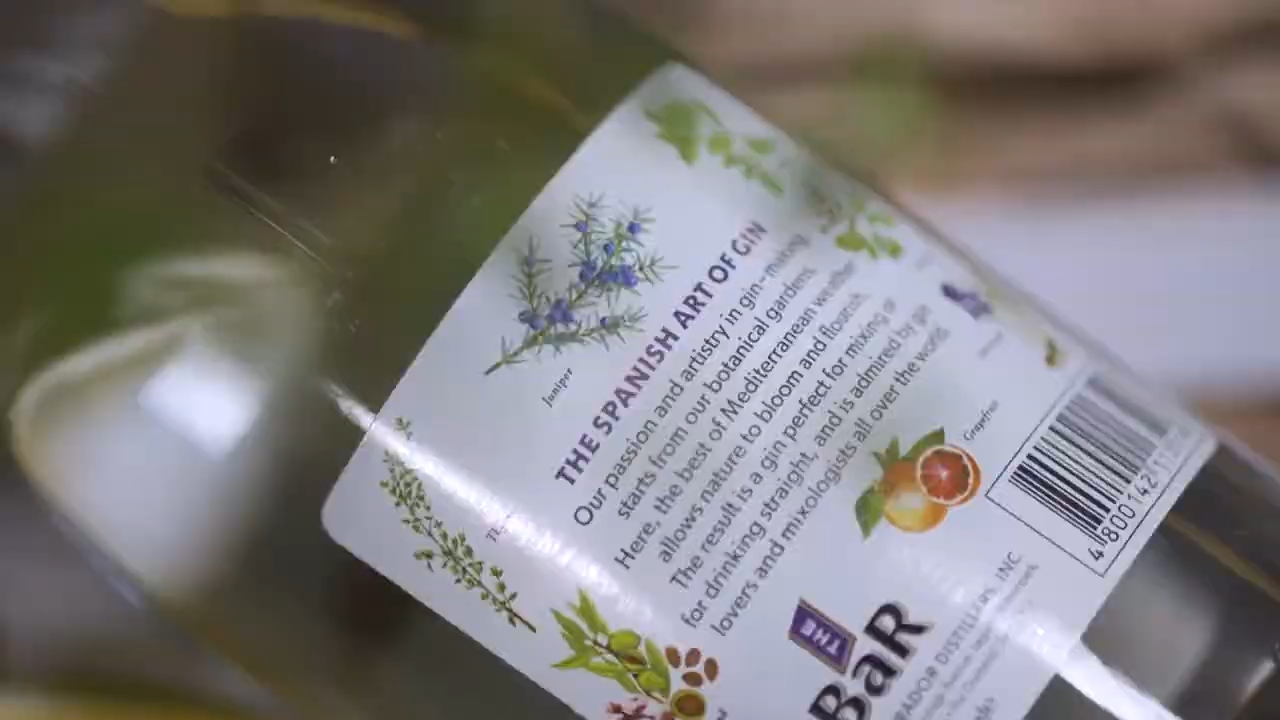 Juniper
THE SPANISH ART OF GIN
Our passion and artistry in gin-mixing
starts from our botanical gardens.
Here, the best of Mediterranean weather
allows nature to bloom and flourish.
The result is a gin perfect for mixing or
for drinking straight, and is admired by gin
lovers and mixologists all over the world.
Grapefruit
THE
BaR
DISTILLERS, INC.